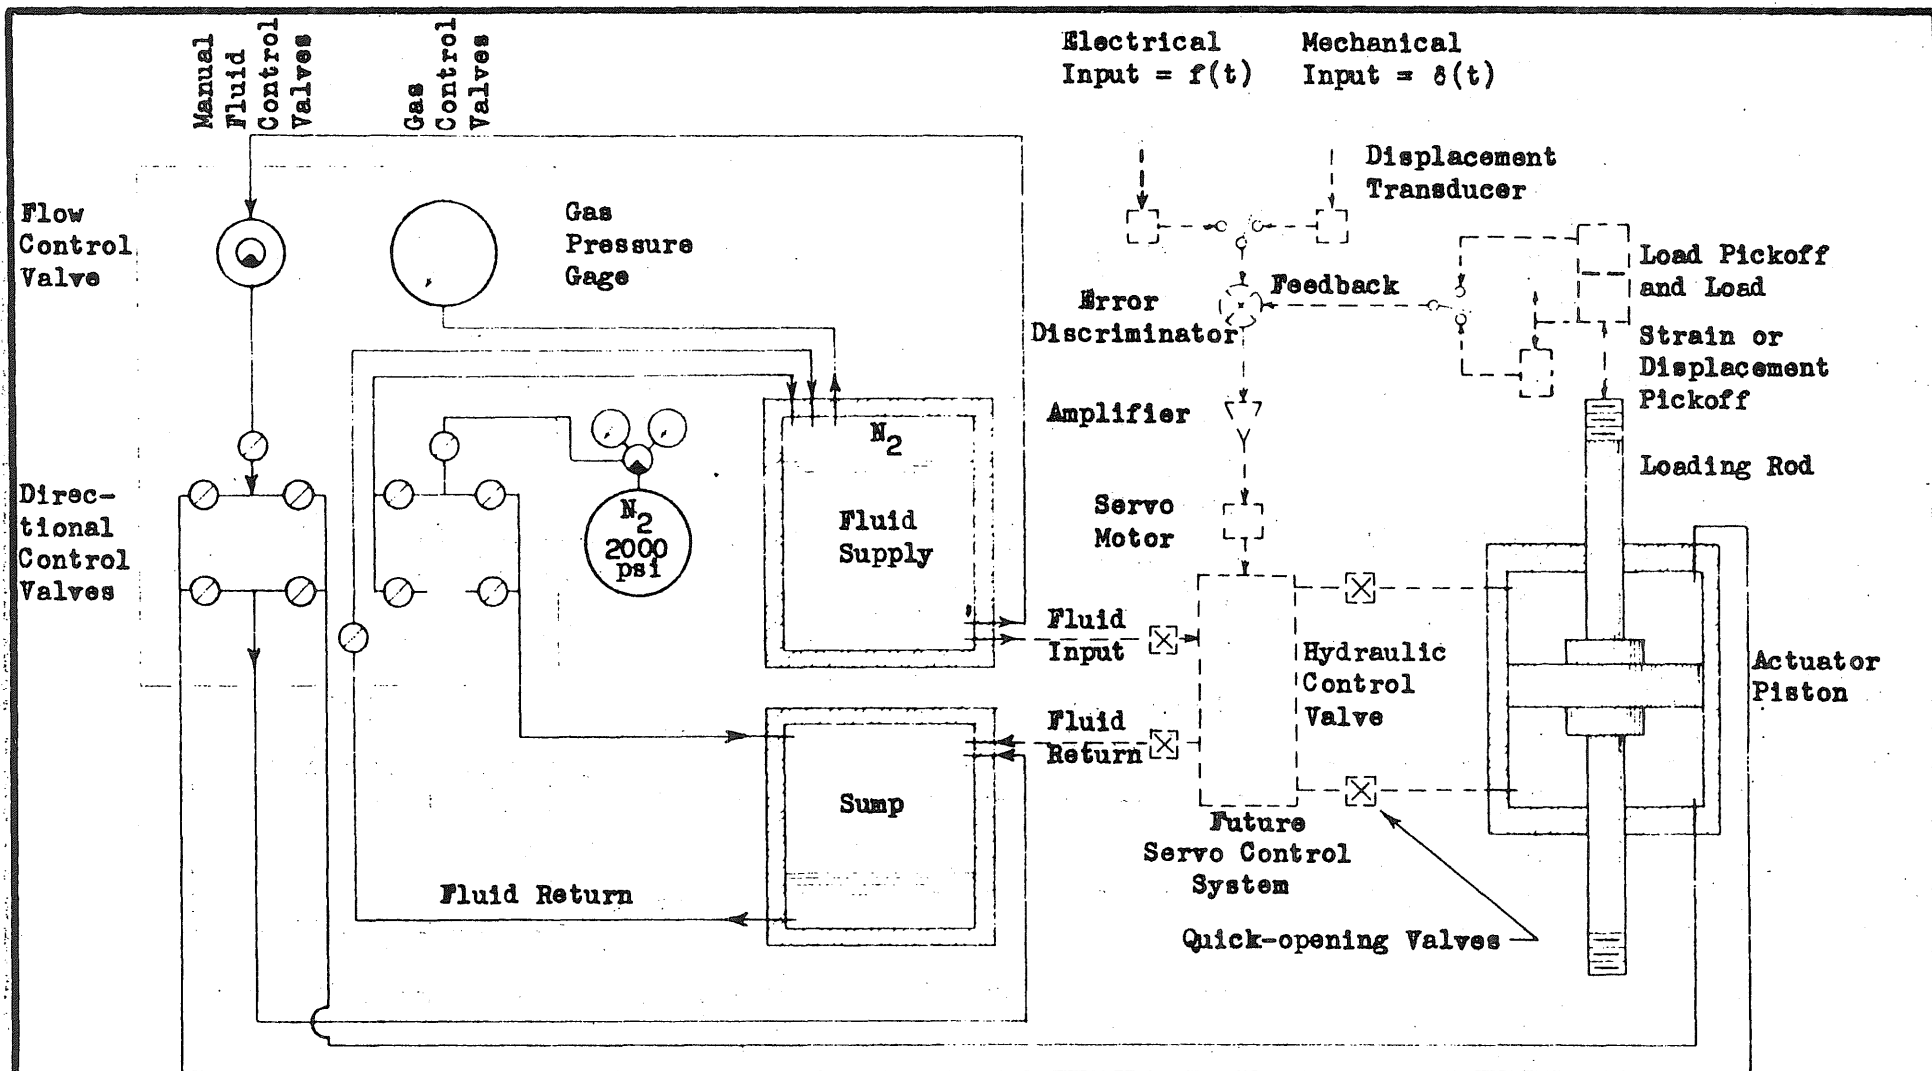 Manual
Fluid
Control
Valves
Gas
Control
Valves
Electrical
Input = f(t)
Mechanical
Input = δ(t)
Displacement
Transducer
Flow
Control
Valve
Gas
Pressure
Gage
Load Pickoff
and Load
Feedback
Error
Discriminator
Strain or
Displacement
Pickoff
Amplifier
N2
Loading Rod
Direc-
tional
Control
Valves
N2
2000
psi
Fluid
Supply
Servo
Motor
Fluid
Input
Hydraulic
Control
Valve
Actuator
Piston
Fluid
Return
Sump
Future
Servo Control
System
Fluid Return
Quick-opening Valves